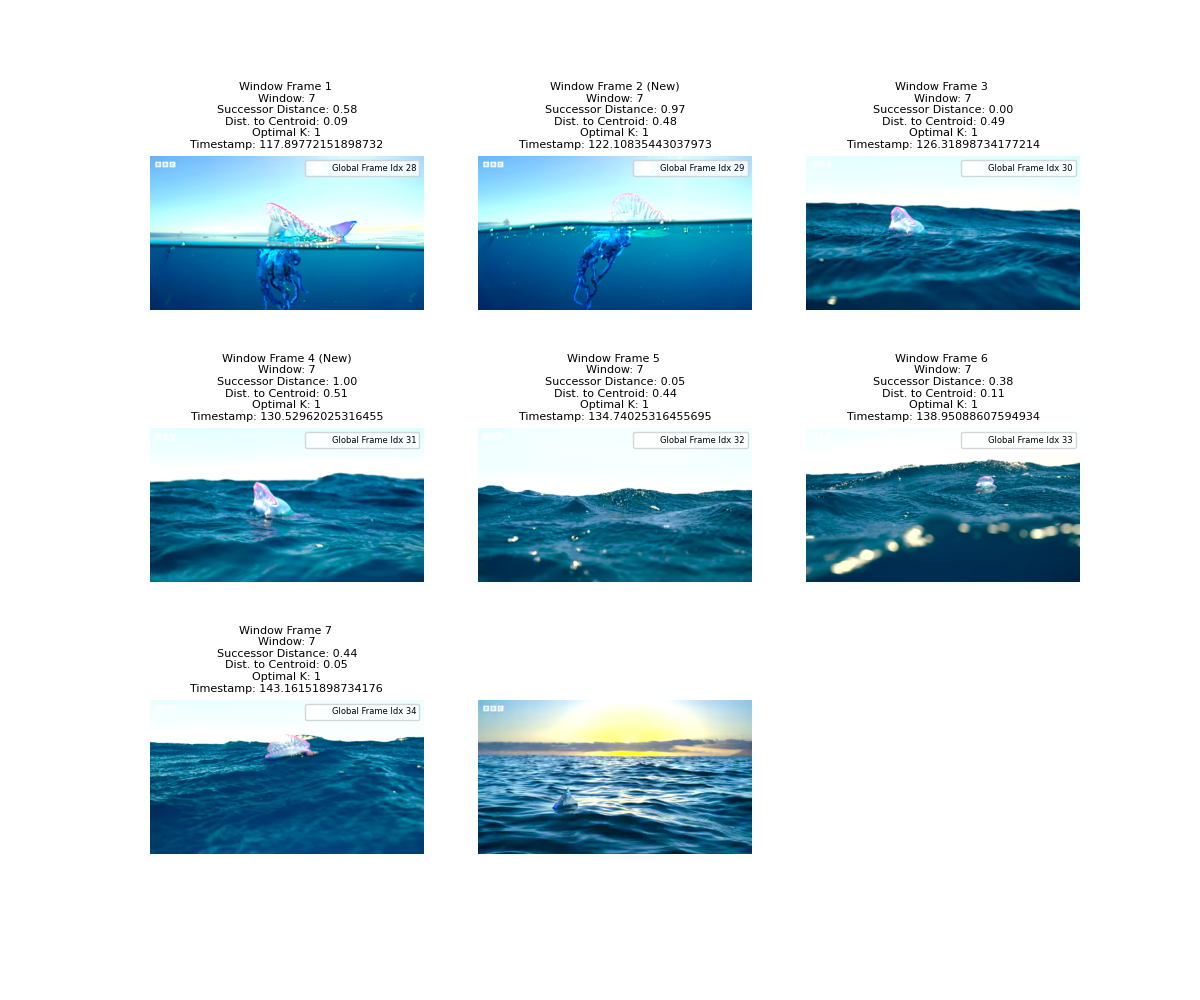 Window Frame 1
Window: 7
Successor Distance: 0.58
Dist. to Centroid: 0.09
Optimal K: 1
Timestamp: 117.89772151898732
BBC
Global Frame Idx 28
Window Frame 2 (New)
Window: 7
Successor Distance: 0.97
Dist. to Centroid: 0.48
Optimal K: 1
Timestamp: 122.10835443037973
BBC
Global Frame Idx 29
Window Frame 3
Window: 7
Successor Distance: 0.00
Dist. to Centroid: 0.49
Optimal K: 1
Timestamp: 126.31898734177214
Global Frame Idx 30
Window Frame 4 (New)
Window: 7
Successor Distance: 1.00
Dist. to Centroid: 0.51
Optimal K: 1
Timestamp: 130.52962025316455
Global Frame Idx 31
Window Frame 5
Window: 7
Successor Distance: 0.05
Dist. to Centroid: 0.44
Optimal K: 1
Timestamp: 134.74025316455695
Global Frame Idx 32
Window Frame 6
Window: 7
Successor Distance: 0.38
Dist. to Centroid: 0.11
Optimal K: 1
Timestamp: 138.95088607594934
Global Frame Idx 33
Window Frame 7
Window: 7
Successor Distance: 0.44
Dist. to Centroid: 0.05
Optimal K: 1
Timestamp: 143.16151898734176
Global Frame Idx 34
BBC